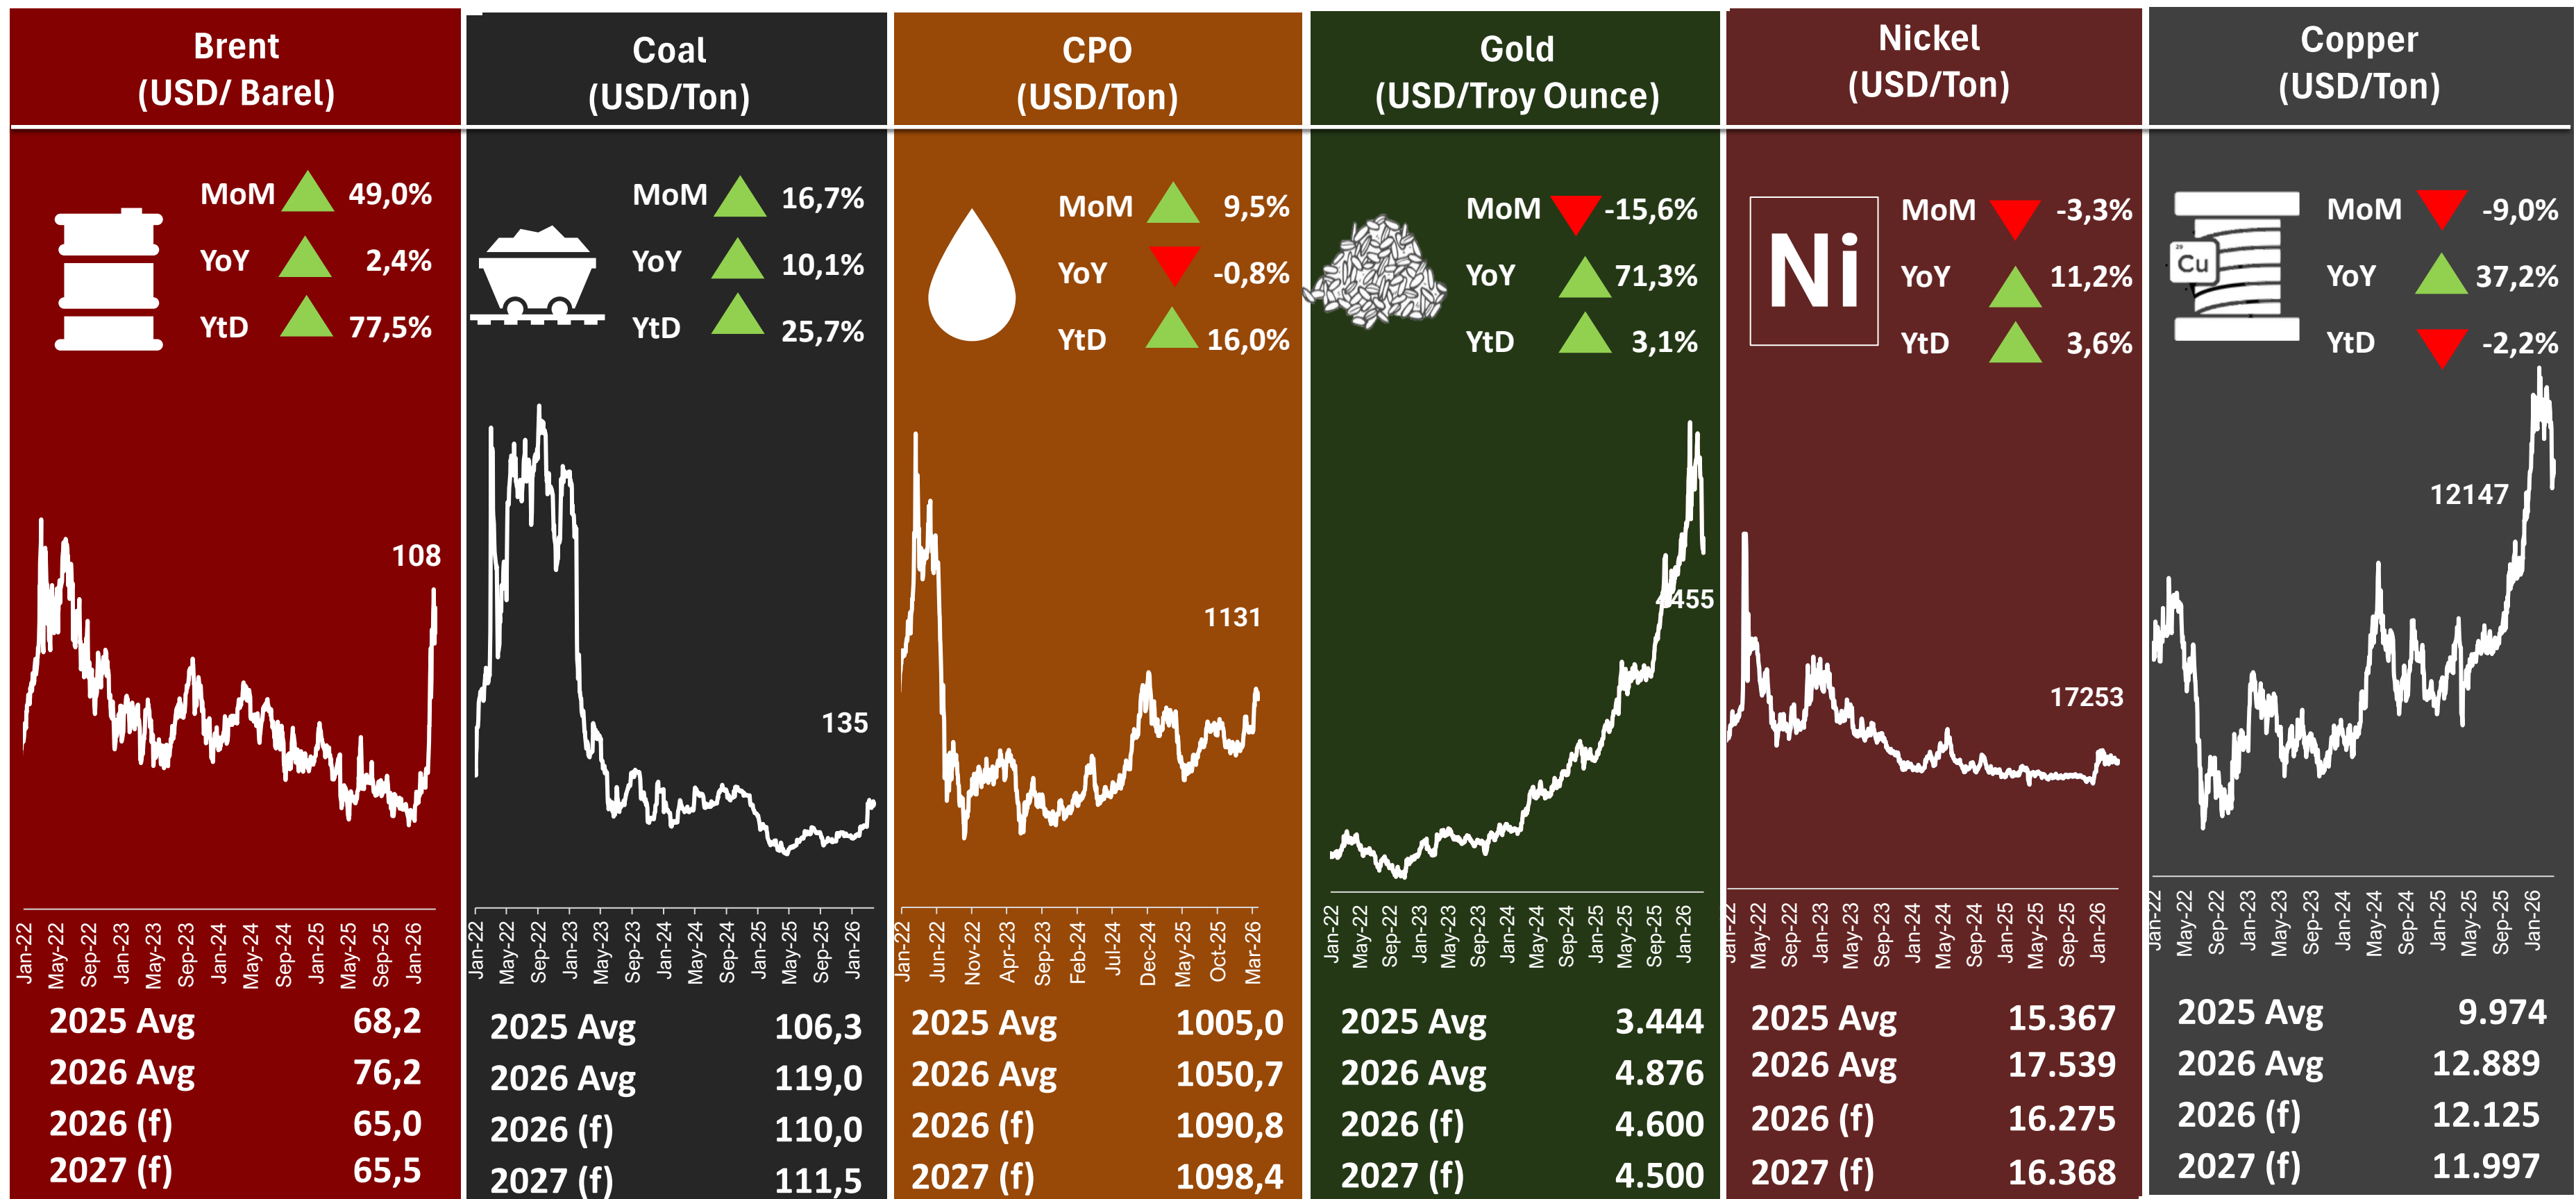 Brent
(USD/ Barel)
MoM 49,0%
YoY 2,4%
YtD 77,5%
108
Jan-22 May-22 Sep-22 Jan-23 May-23 Sep-23 Jan-24 May-24 Sep-24 Jan-25 May-25 Sep-25 Jan-26
2025 Avg 68,2
2026 Avg 76,2
2026 (f) 65,0
2027 (f) 65,5
Coal
(USD/Ton)
MoM 16,7%
YoY 10,1%
YtD 25,7%
135
Jan-22 May-22 Sep-22 Jan-23 May-23 Sep-23 Jan-24 May-24 Sep-24 Jan-25 May-25 Sep-25 Jan-26
2025 Avg 106,3
2026 Avg 119,0
2026 (f) 110,0
2027 (f) 111,5
CPO
(USD/Ton)
MoM 9,5%
YoY -0,8%
YtD 16,0%
1131
Jan-22 Jun-22 Nov-22 Apr-23 Sep-23 Feb-24 Jul-24 Dec-24 May-25 Oct-25 Mar-26
2025 Avg 1005,0
2026 Avg 1050,7
2026 (f) 1090,8
2027 (f) 1098,4
Gold
(USD/Troy Ounce)
MoM -15,6%
YoY 71,3%
YtD 3,1%
4455
Jan-22 May-22 Sep-22 Jan-23 May-23 Sep-23 Jan-24 May-24 Sep-24 Jan-25 May-25 Sep-25 Jan-26
2025 Avg 3.444
2026 Avg 4.876
2026 (f) 4.600
2027 (f) 4.500
Nickel
(USD/Ton)
Ni
MoM -3,3%
YoY 11,2%
YtD 3,6%
17253
Jan-22 May-22 Sep-22 Jan-23 May-23 Sep-23 Jan-24 May-24 Sep-24 Jan-25 May-25 Sep-25 Jan-26
2025 Avg 15.367
2026 Avg 17.539
2026 (f) 16.275
2027 (f) 16.368
Copper
(USD/Ton)
29
Cu
MoM -9,0%
YoY 37,2%
YtD -2,2%
12147
Jan-22 May-22 Sep-22 Jan-23 May-23 Sep-23 Jan-24 May-24 Sep-24 Jan-25 May-25 Sep-25 Jan-26
2025 Avg 9.974
2026 Avg 12.889
2026 (f) 12.125
2027 (f) 11.997